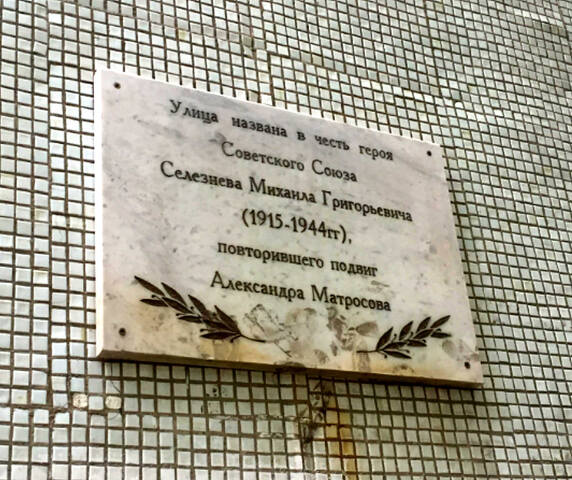 Улица названа в честь героя
Советского Союза
Селезнева Михаила Григорьевича
(1915-1944гг),
повторившего подвиг
Александра Матросова